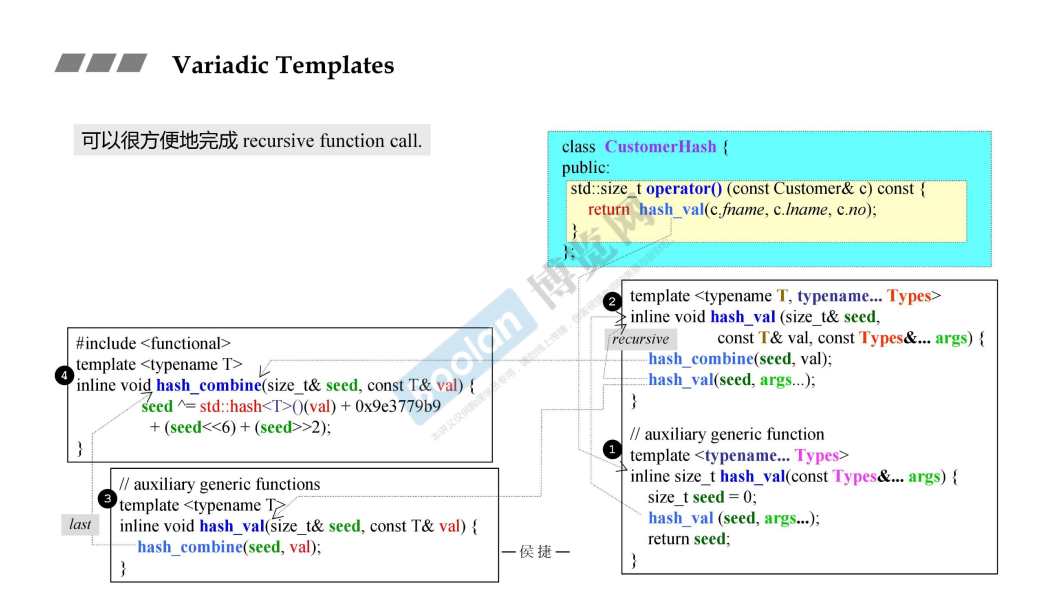 Variadic Templates
可以很方便地完成 recursive function call.
class CustomerHash {
public:
std::size_t operator() (const Customer& c) const {
return hash_val(c.fname, c.lname, c.no);
}
};
2
template <typename T, typename... Types>
inline void hash_val (size_t& seed,
const T& val, const Types&... args) {
hash_combine(seed, val);
hash_val(seed, args...);
}
recursive
1
// auxiliary generic function
template <typename... Types>
inline size_t hash_val(const Types&... args) {
size_t seed = 0;
hash_val (seed, args...);
return seed;
}
4
#include <functional>
template <typename T>
inline void hash_combine(size_t& seed, const T& val) {
seed ^= std::hash<T>()(val) + 0x9e3779b9
+ (seed<<6) + (seed>>2);
}
3
// auxiliary generic functions
template <typename T>
inline void hash_val(size_t& seed, const T& val) {
hash_combine(seed, val);
}
last
— 侯捷 —
boolan
博览网